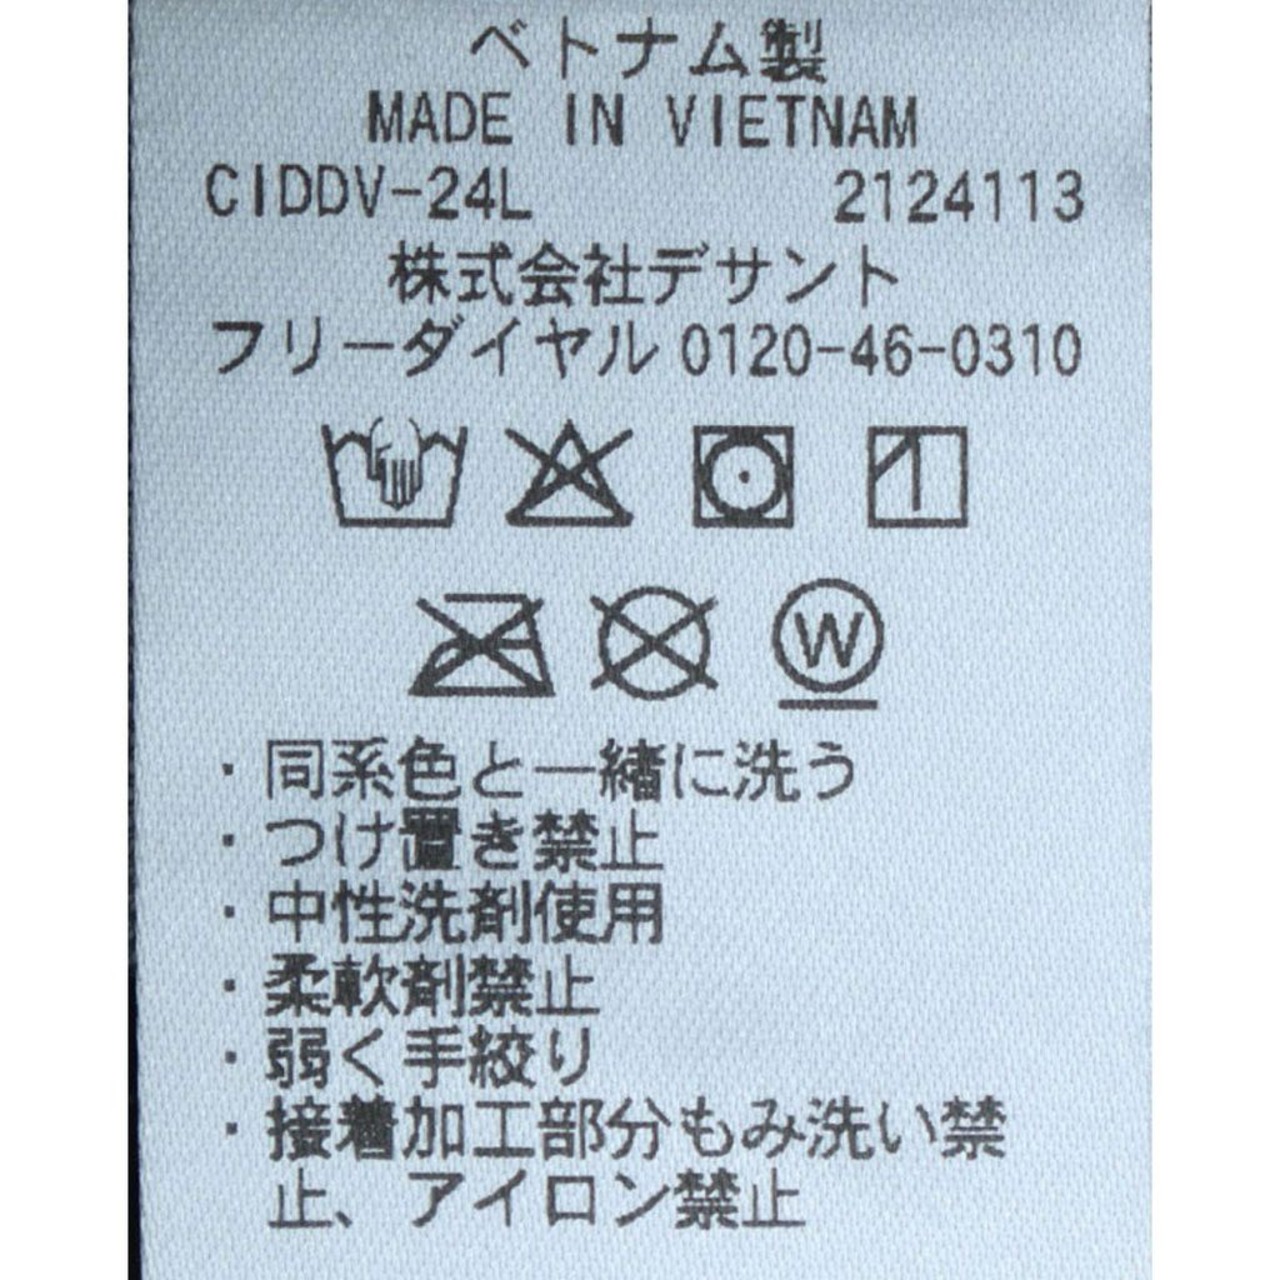 ベトナム製
MADE IN VIETNAM
CIDDV-24L 2124113
株式会社デサント
フリーダイヤル 0120-46-0310
W
・同系色と一緒に洗う
・つけ置き禁止
・中性洗剤使用
・柔軟剤禁止
・弱く手絞り
・接着加工部分もみ洗い禁
止、アイロン禁止